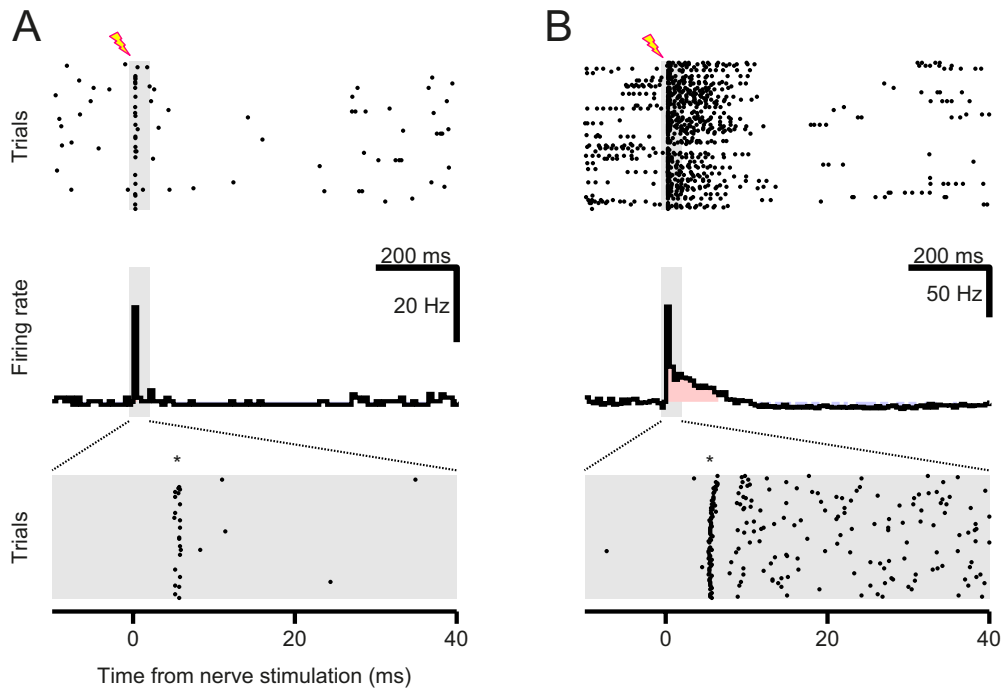 A
B
Trials
200 ms
20 Hz
200 ms
50 Hz
Firing rate
*
*
Trials
0
20
40
0
20
40
Time from nerve stimulation (ms)